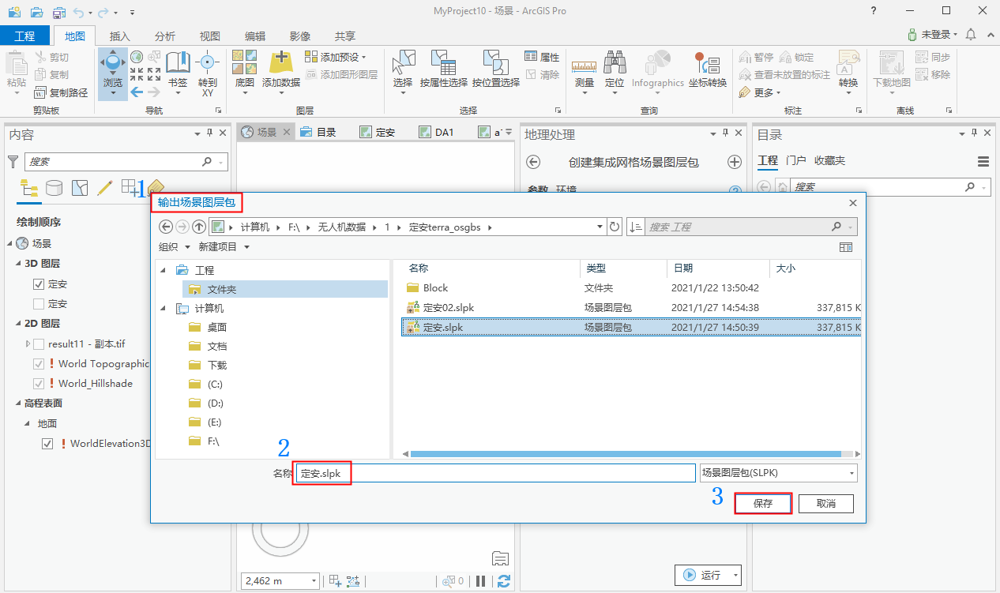 MyProject10 - 场景 - ArcGIS Pro
?
工程 地图 插入 分析 视图 编辑 影像 共享
未登录
粘贴
剪切
复制
复制路径
剪贴板
浏览
书签
转到
XY
导航
底图
添加数据
添加预设
添加图形图层
图层
选择
按属性选择
按位置选择
属性
清除
选择
测量
定位
Infographics
坐标转换
查询
暂停
锁定
查看未放置的标注
更多
转换
标注
下载地图
同步
移除
离线
内容
搜索
绘制顺序
场景
3D 图层
定安
定安
2D 图层
result11 - 副本.tif
! World Topographic
! World_Hillshade
高程表面
地面
! WorldElevation3D
场景
目录
定安
DA1
2,462 m
0
地理处理
创建集成网格场景图层包
参数 环境
运行
目录
工程 门户 收藏夹
搜索
1
输出场景图层包
计算机 F:\ 无人机数据 1 定安terra_osgbs
搜索 工程
组织 新建项目
工程
文件夹
计算机
桌面
文档
下载
(C:)
(D:)
(E:)
F:\
名称 类型 日期 大小
Block 文件夹 2021/1/22 13:50:42
定安02.slpk 场景图层包 2021/1/27 14:54:38 337,815 K
定安.slpk 场景图层包 2021/1/27 14:50:39 337,815 K
2
名称 定安.slpk
场景图层包(SLPK)
3
保存
取消